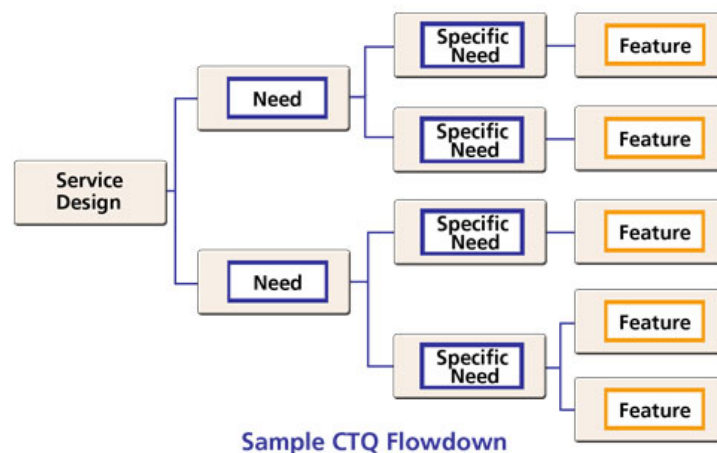 Specific
Need
Feature
Need
Specific
Need
Feature
Service
Design
Specific
Need
Feature
Need
Feature
Specific
Need
Feature
Sample CTQ Flowdown